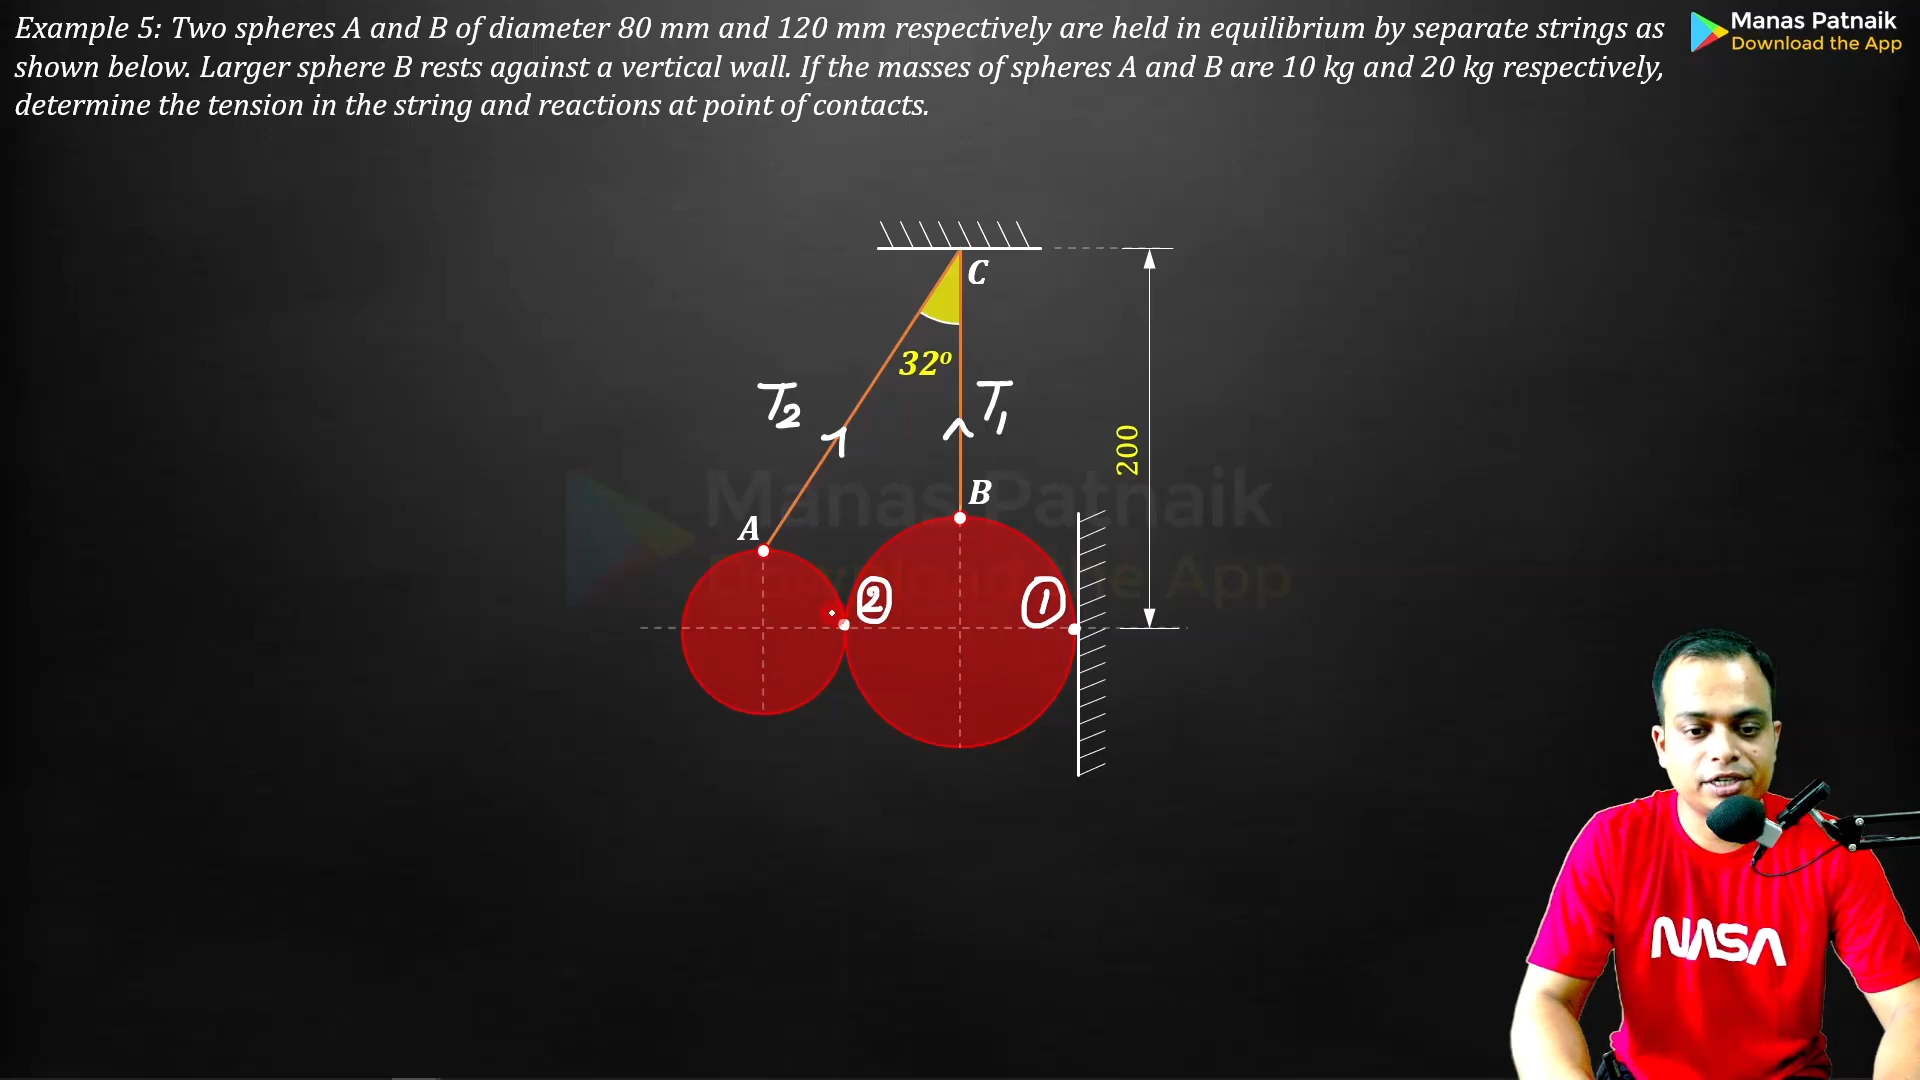 Example 5: Two spheres A and B of diameter 80 mm and 120 mm respectively are held in equilibrium by separate strings as
shown below. Larger sphere B rests against a vertical wall. If the masses of spheres A and B are 10 kg and 20 kg respectively,
determine the tension in the string and reactions at point of contacts.
Manas Patnaik
Download the App
C
32º
T2
T1
200
B
A
Manas Patnaik
Download the App
2
1
NASA